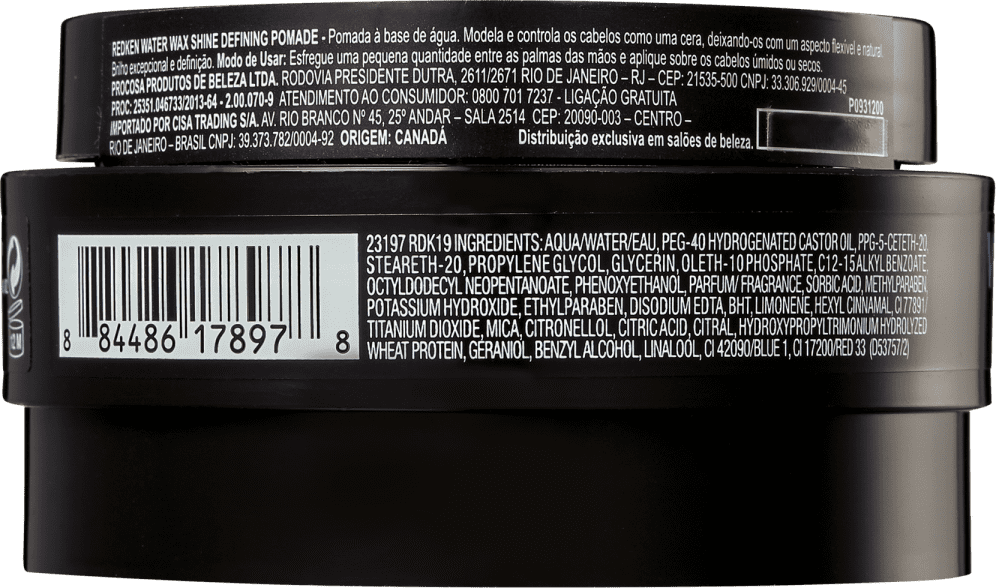 REDKEN WATER WAX SHINE DEFINING POMADE - Pomada à base de água. Modela e controla os cabelos como uma cera, deixando-os com um aspecto flexível e natural.
Brilho excepcional e definição. Modo de Usar: Esfregue uma pequena quantidade entre as palmas das mãos e aplique sobre os cabelos úmidos ou secos.
PROCOSA PRODUTOS DE BELEZA LTDA. RODOVIA PRESIDENTE DUTRA, 2611/2671 RIO DE JANEIRO – RJ - CEP: 21535-500 CNPJ: 33.306.929/0004-45
PROC: 25351.046733/2013-64 - 2.00.070-9 ATENDIMENTO AO CONSUMIDOR: 0800 701 7237 - LIGAÇÃO GRATUITA
P0931200
IMPORTADO POR CISA TRADING S/A. AV. RIO BRANCO Nº 45, 25º ANDAR – SALA 2514 CEP: 20090-003 – CENTRO –
RIO DE JANEIRO – BRASIL CNPJ: 39.373.782/0004-92 ORIGEM: CANADÁ Distribuição exclusiva em salões de beleza.
23197 RDK19 INGREDIENTS: AQUA/WATER/EAU, PEG-40 HYDROGENATED CASTOR OIL, PPG-5-CETETH-20,
STEARETH-20, PROPYLENE GLYCOL, GLYCERIN, OLETH-10 PHOSPHATE, C12-15 ALKYL BENZOATE,
OCTYLDODECYL NEOPENTANOATE, PHENOXYETHANOL, PARFUM/ FRAGRANCE, SORBIC ACID, METHYLPARABEN,
POTASSIUM HYDROXIDE, ETHYLPARABEN, DISODIUM EDTA, BHT, LIMONENE, HEXYL CINNAMAL, CI 77891/
TITANIUM DIOXIDE, MICA, CITRONELLOL, CITRIC ACID, CITRAL, HYDROXYPROPYLTRIMONIUM HYDROLYZED
WHEAT PROTEIN, GERANIOL, BENZYL ALCOHOL, LINALOOL, CI 42090/BLUE 1, CI 17200/RED 33 (D53757/2)
8 84486 17897 8
12M